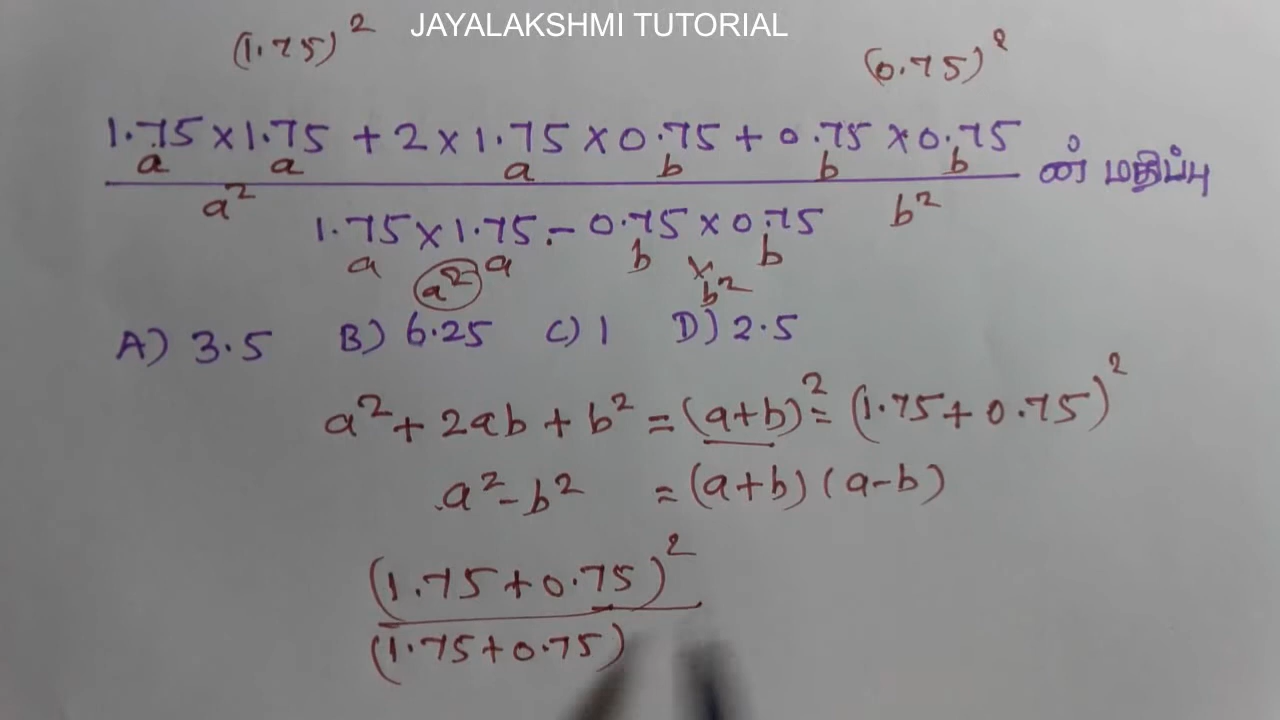 JAYALAKSHMI TUTORIAL
(1.75)² (0.75)²
1.75 × 1.75 + 2 × 1.75 × 0.75 + 0.75 × 0.75 ன் மதிப்பு
a a a b b b
a² b²
1.75 × 1.75 - 0.75 × 0.75
a a b b
a² × b²
A) 3.5 B) 6.25 C) 1 D) 2.5
a² + 2ab + b² = (a+b)² = (1.75 + 0.75)²
a² - b² = (a+b) (a-b)
(1.75 + 0.75)²
(1.75 + 0.75)